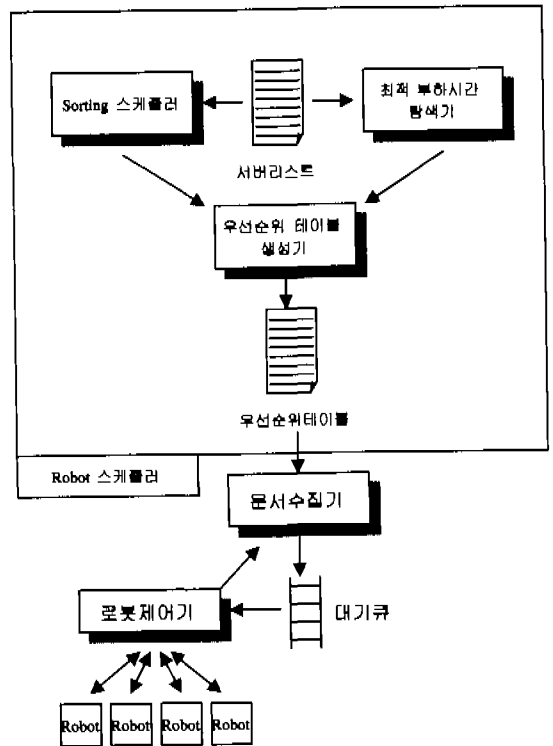 Sorting 스케쥴러
최적 부하시간
탐색기
서버리스트
우선순위 테이블
생성기
우선순위테이블
Robot 스케쥴러
문서수집기
로봇제어기
대기큐
Robot
Robot
Robot
Robot